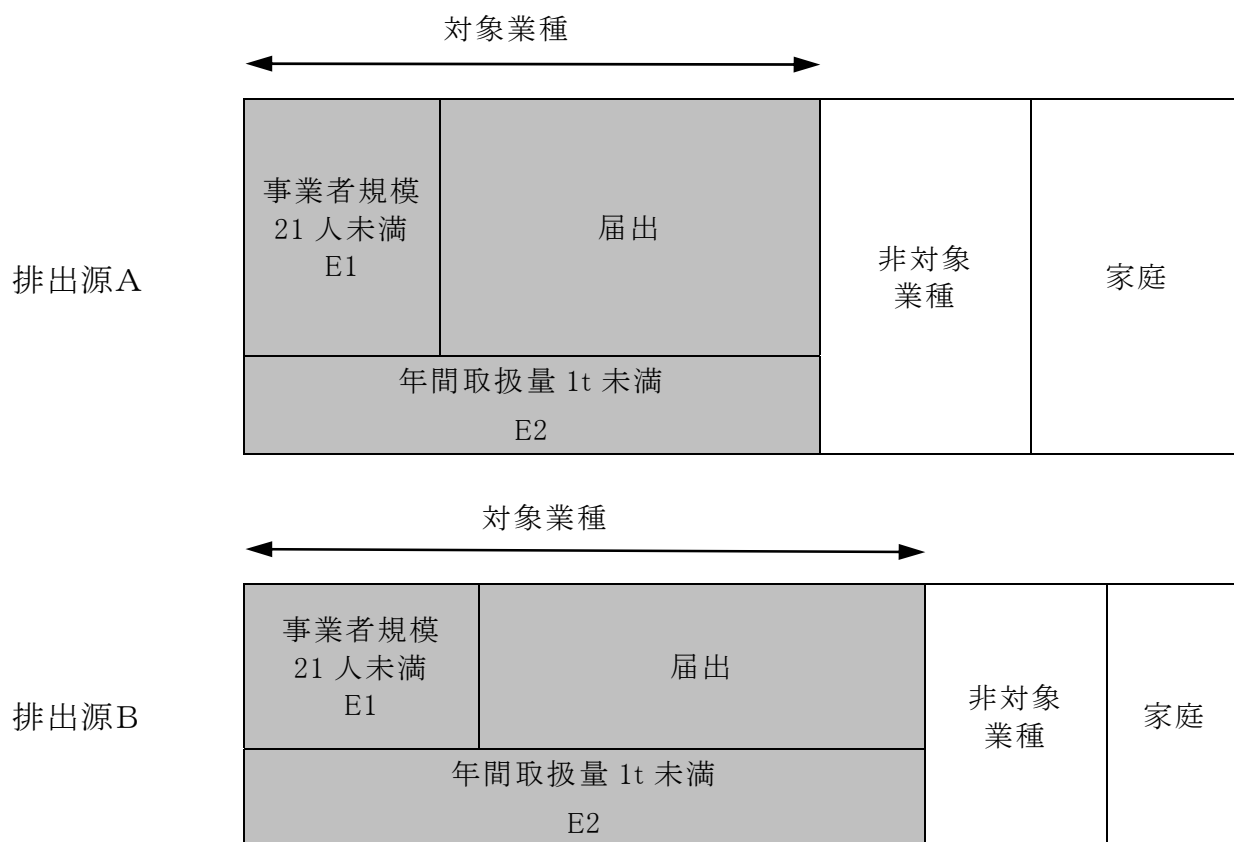 対象業種
排出源A
事業者規模
21 人未満
E1
届出
非対象
業種
家庭
年間取扱量 1t 未満
E2
対象業種
排出源B
事業者規模
21 人未満
E1
届出
非対象
業種
家庭
年間取扱量 1t 未満
E2